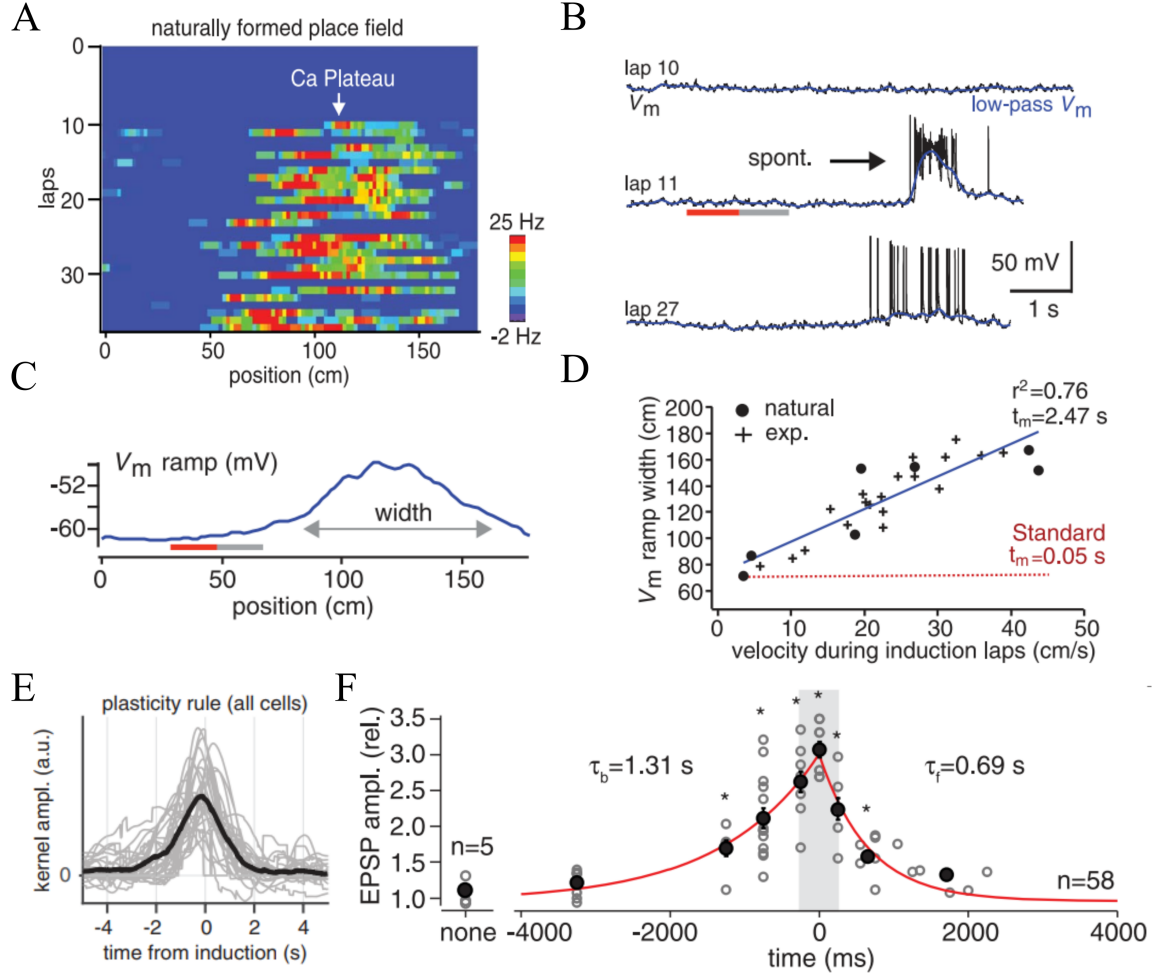 A
naturally formed place field
Ca Plateau
0
10
20
30
laps
0 50 100 150
position (cm)
25 Hz
-2 Hz
B
lap 10
Vm
low-pass Vm
spont.
lap 11
50 mV
1 s
lap 27
C
Vm ramp (mV)
-52
-60
width
0 50 100 150
position (cm)
D
r²=0.76
tm=2.47 s
natural
exp.
Standard
tm=0.05 s
200
180
160
140
120
100
80
60
Vm ramp width (cm)
0 10 20 30 40 50
velocity during induction laps (cm/s)
E
plasticity rule (all cells)
kernel ampl. (a.u.)
0
-4 -2 0 2 4
time from induction (s)
F
EPSP ampl. (rel.)
3.5
3.0
2.5
2.0
1.5
1.0
n=5
none
τb=1.31 s
τf=0.69 s
* * * * * *
n=58
-4000 -2000 0 2000 4000
time (ms)